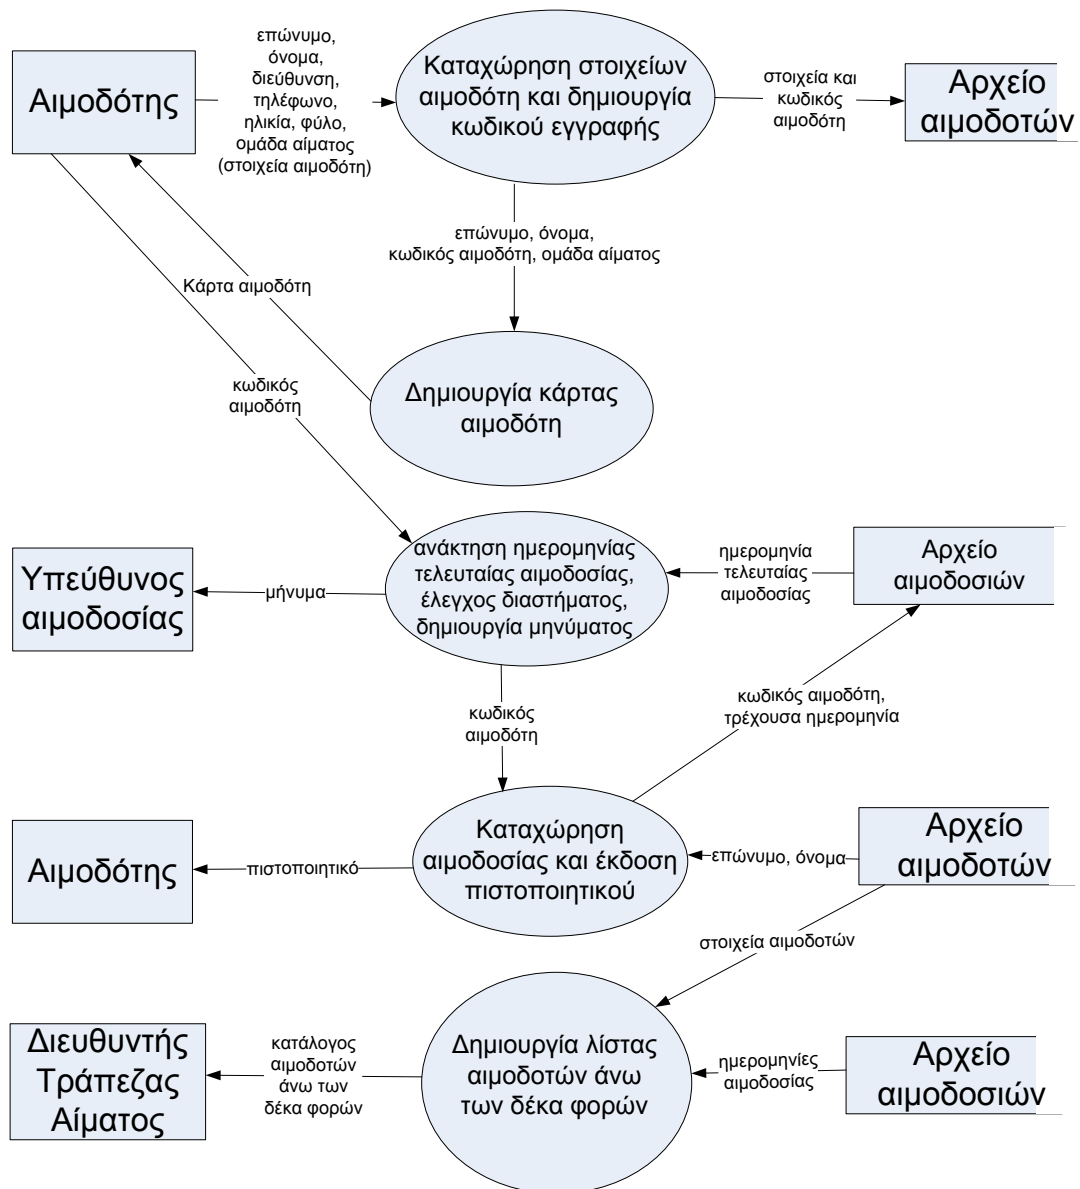 Αιμοδότης
επώνυμο,
όνομα,
διεύθυνση,
τηλέφωνο,
ηλικία, φύλο,
ομάδα αίματος
(στοιχεία αιμοδότη)
Καταχώρηση στοιχείων
αιμοδότη και δημιουργία
κωδικού εγγραφής
στοιχεία και
κωδικός
αιμοδότη
Αρχείο
αιμοδοτών
επώνυμο, όνομα,
κωδικός αιμοδότη, ομάδα αίματος
Κάρτα αιμοδότη
κωδικός
αιμοδότη
Δημιουργία κάρτας
αιμοδότη
Υπεύθυνος
αιμοδοσίας
μήνυμα
ανάκτηση ημερομηνίας
τελευταίας αιμοδοσίας,
έλεγχος διαστήματος,
δημιουργία μηνύματος
ημερομηνία
τελευταίας
αιμοδοσίας
Αρχείο
αιμοδοσιών
κωδικός
αιμοδότη
κωδικός αιμοδότη,
τρέχουσα ημερομηνία
Αιμοδότης
πιστοποιητικό
Καταχώρηση
αιμοδοσίας και έκδοση
πιστοποιητικού
επώνυμο, όνομα
Αρχείο
αιμοδοτών
στοιχεία αιμοδοτών
Διευθυντής
Τράπεζας
Αίματος
κατάλογος
αιμοδοτών
άνω των
δέκα φορών
Δημιουργία λίστας
αιμοδοτών άνω
των δέκα φορών
ημερομηνίες
αιμοδοσίας
Αρχείο
αιμοδοσιών